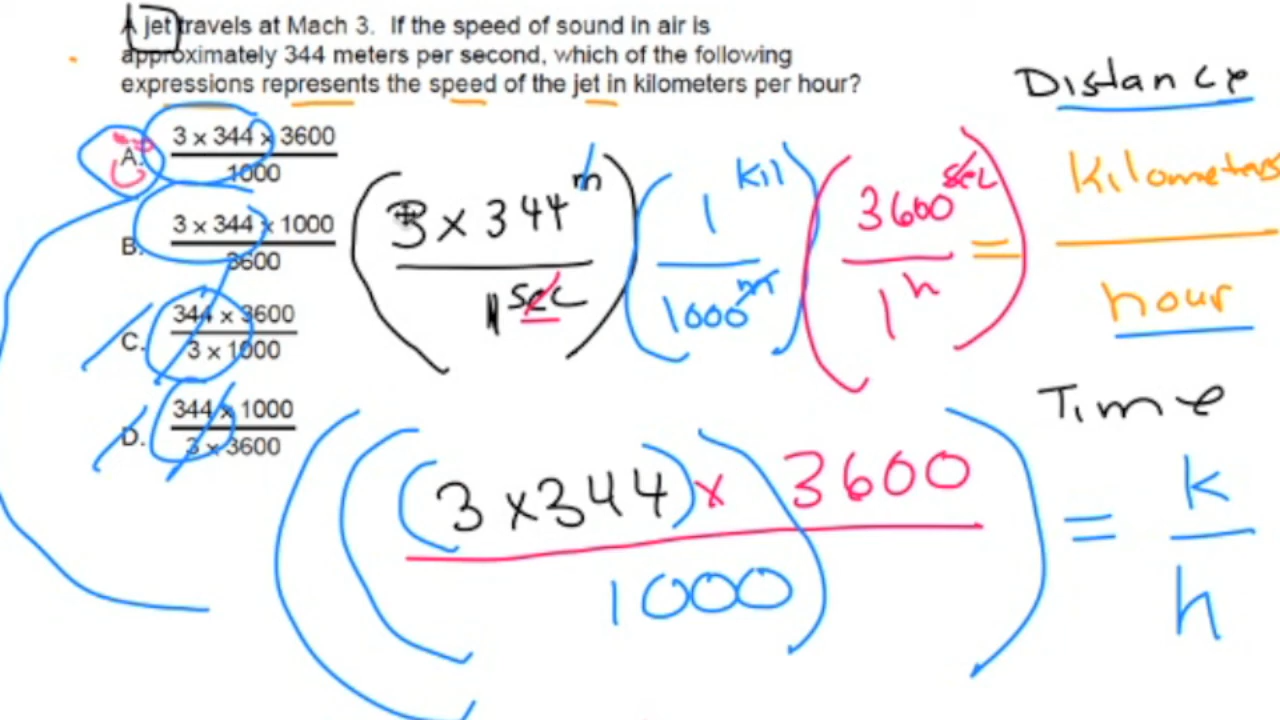 A jet travels at Mach 3. If the speed of sound in air is
approximately 344 meters per second, which of the following
expressions represents the speed of the jet in kilometers per hour?
A. 3 x 344 x 3600
1000
B. 3 x 344 x 1000
3600
C. 344 x 3600
3 x 1000
D. 344 x 1000
3 x 3600
(3 x 344 m
1 sec)
(1 kil
1000 m)
(3600 sec
1 h)
=
Distance
kilometers
hour
Time
(((3 x 344) x 3600
1000))
= k
h